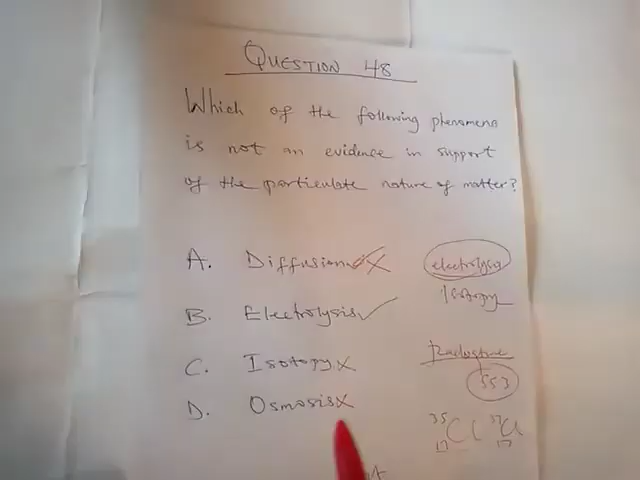 QUESTION 48
Which of the following phenomena
is not an evidence in support
of the particulate nature of matter?
A. Diffusion
electrolysis
Isotopy
B. Electrolysis ✓
C. Isotopy x
553
D. Osmosis x
35 17 Cl 37 17 Cl